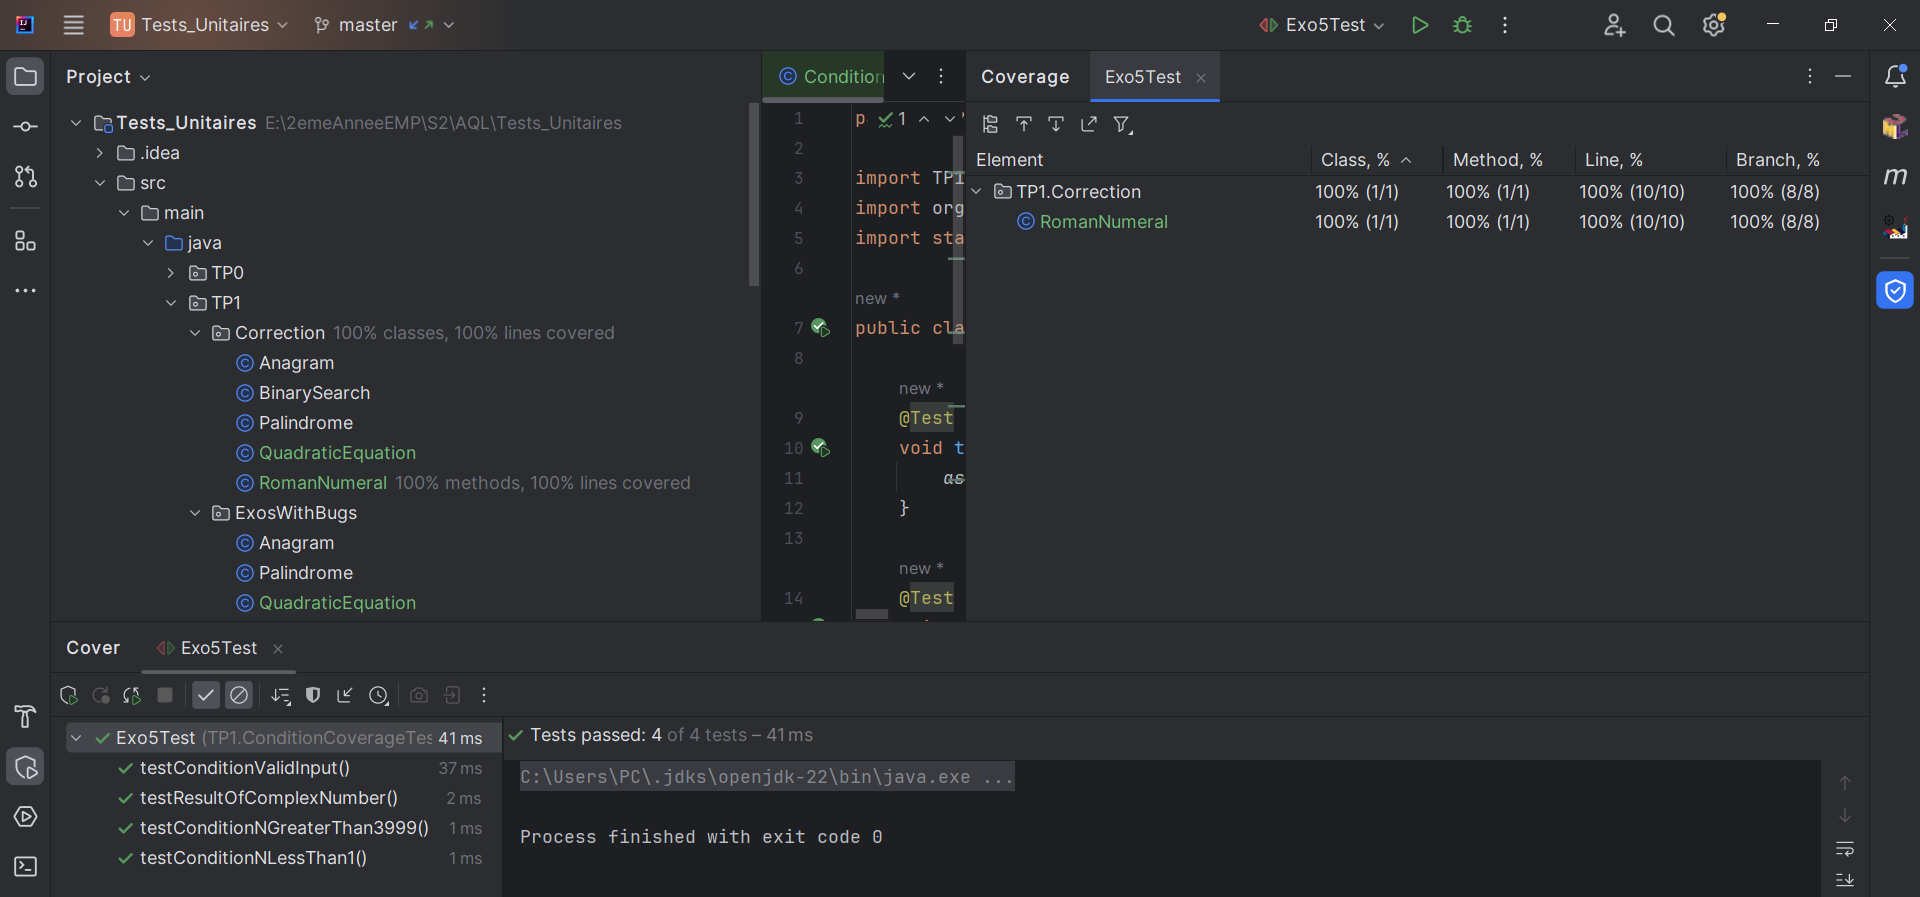 TU Tests_Unitaires master Exo5Test
Project
Tests_Unitaires E:\2emeAnneeEMP\S2\AQL\Tests_Unitaires
.idea
src
main
java
TP0
TP1
Correction 100% classes, 100% lines covered
Anagram
BinarySearch
Palindrome
QuadraticEquation
RomanNumeral 100% methods, 100% lines covered
ExosWithBugs
Anagram
Palindrome
QuadraticEquation
Condition
1 p 1
2
3 import TP1
4 import org
5 import sta
6
new *
7 public cla
8
new *
9 @Test
10 void t
11 as
12 }
13
new *
14 @Test
Coverage Exo5Test
Element Class, % Method, % Line, % Branch, %
TP1.Correction 100% (1/1) 100% (1/1) 100% (10/10) 100% (8/8)
RomanNumeral 100% (1/1) 100% (1/1) 100% (10/10) 100% (8/8)
m
Cover Exo5Test
Exo5Test (TP1.ConditionCoverageTes 41 ms
testConditionValidInput() 37 ms
testResultOfComplexNumber() 2 ms
testConditionNGreaterThan3999() 1 ms
testConditionNLessThan1() 1 ms
Tests passed: 4 of 4 tests – 41 ms
C:\Users\PC\.jdks\openjdk-22\bin\java.exe ...
Process finished with exit code 0